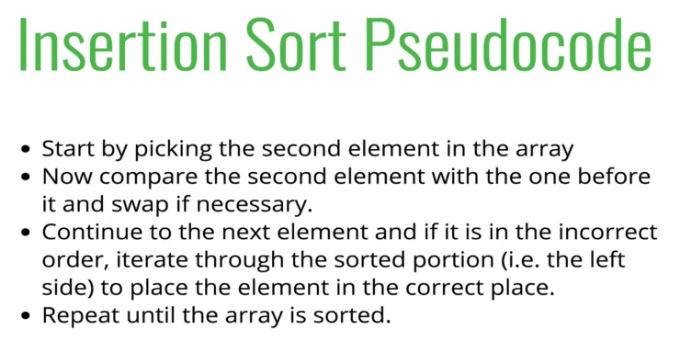 Insertion Sort Pseudocode
• Start by picking the second element in the array
• Now compare the second element with the one before
it and swap if necessary.
• Continue to the next element and if it is in the incorrect
order, iterate through the sorted portion (i.e. the left
side) to place the element in the correct place.
• Repeat until the array is sorted.